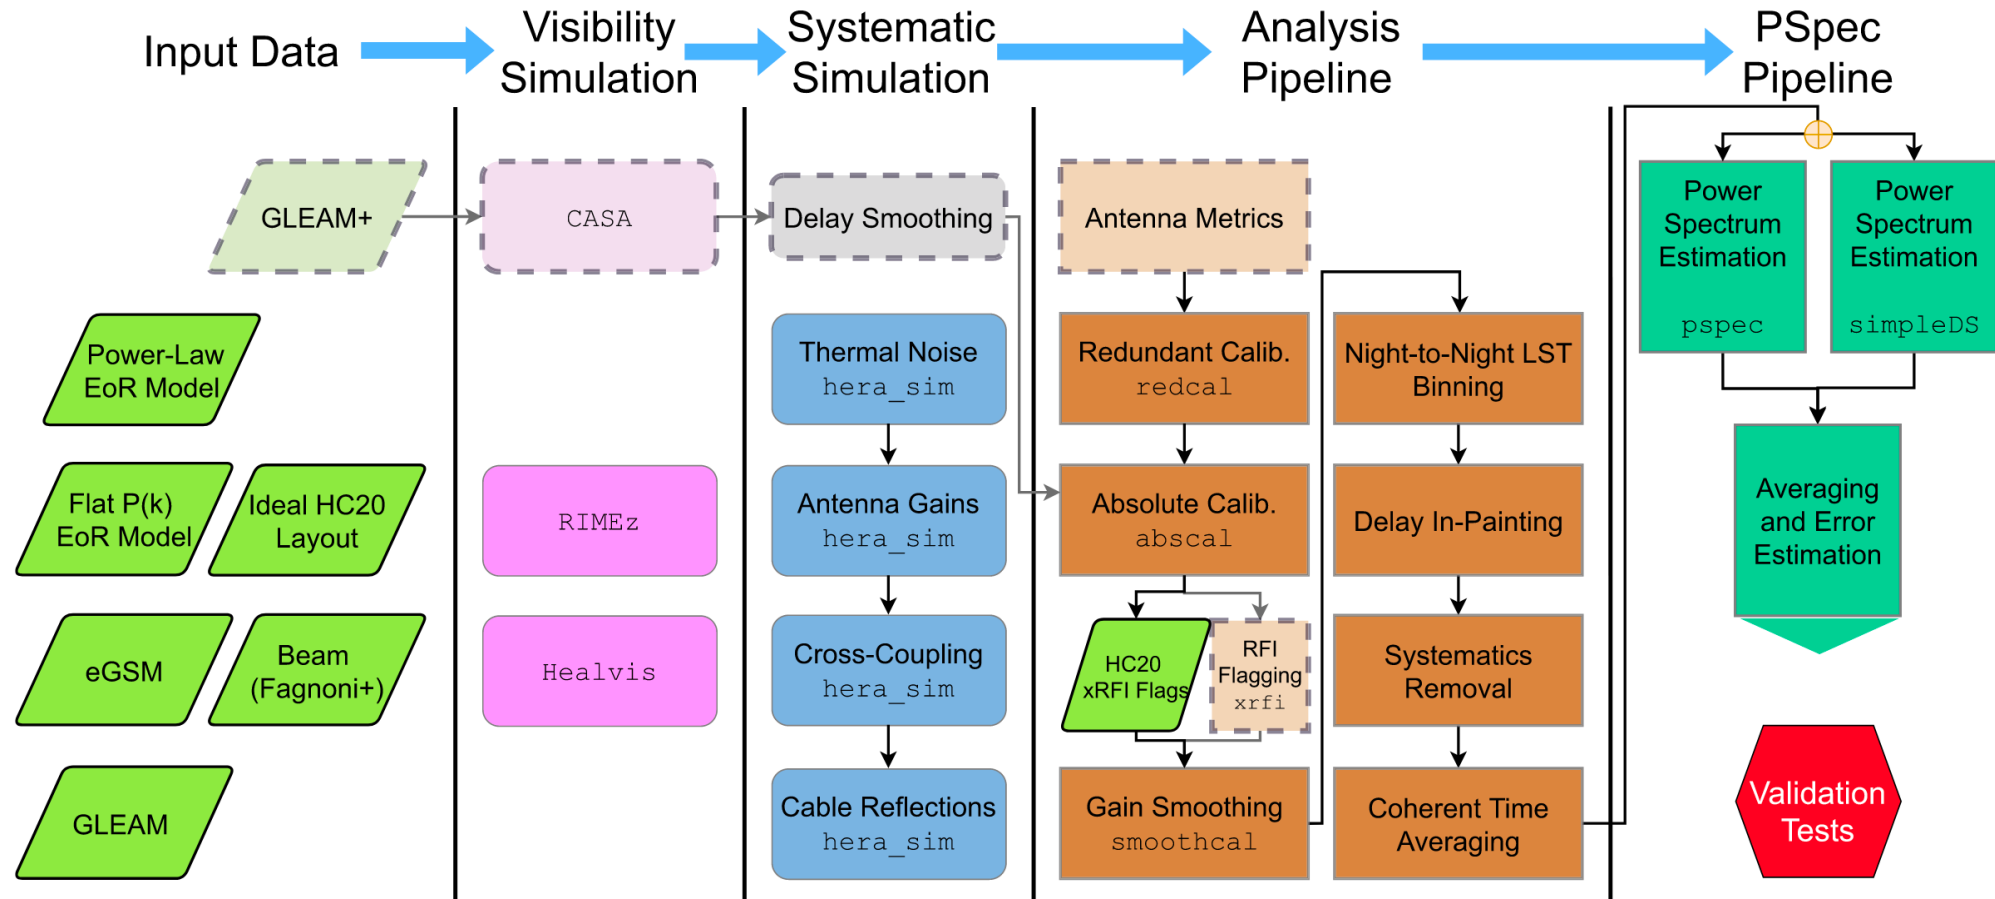 Input Data
Visibility
Simulation
Systematic
Simulation
Analysis
Pipeline
PSpec
Pipeline
GLEAM+
Power-Law
EoR Model
Flat P(k)
EoR Model
Ideal HC20
Layout
eGSM
Beam
(Fagnoni+)
GLEAM
CASA
RIMEz
Healvis
Delay Smoothing
Thermal Noise
hera_sim
Antenna Gains
hera_sim
Cross-Coupling
hera_sim
Cable Reflections
hera_sim
Antenna Metrics
Redundant Calib.
redcal
Absolute Calib.
abscal
HC20
xRFI Flags
RFI
Flagging
xrfi
Gain Smoothing
smoothcal
Night-to-Night LST
Binning
Delay In-Painting
Systematics
Removal
Coherent Time
Averaging
Power
Spectrum
Estimation
pspec
Power
Spectrum
Estimation
simpleDS
Averaging
and Error
Estimation
Validation
Tests